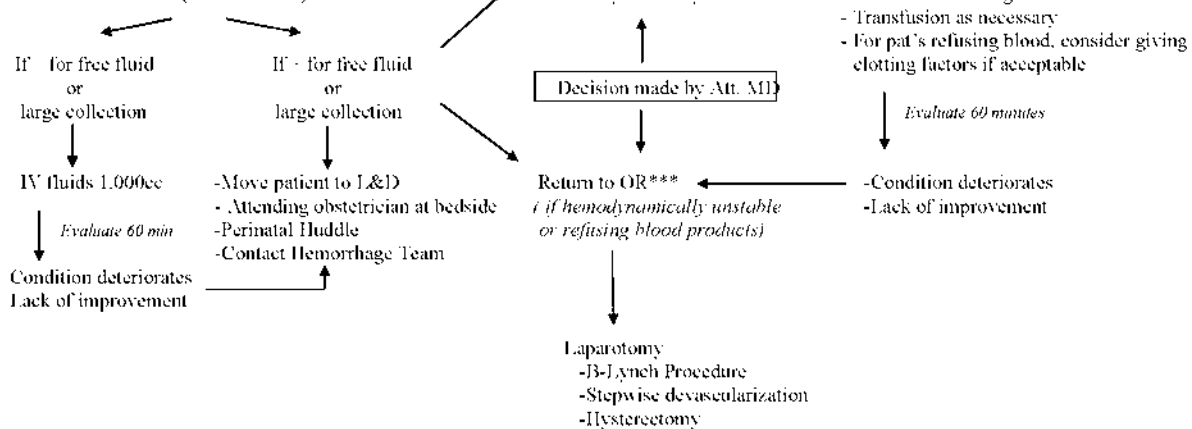 - Transfusion as necessary
- For pat's refusing blood, consider giving
clotting factors if acceptable
If - for free fluid
or
large collection
If - for free fluid
or
large collection
Decision made by Att. MD
Evaluate 60 minutes
IV fluids 1,000cc
Evaluate 60 min
Condition deteriorates
Lack of improvement
-Move patient to L&D
- Attending obstetrician at bedside
-Perinatal Huddle
-Contact Hemorrhage Team
Return to OR***
( if hemodynamically unstable
or refusing blood products)
-Condition deteriorates
-Lack of improvement
Laparotomy
-B-Lynch Procedure
-Stepwise devascularization
-Hysterectomy